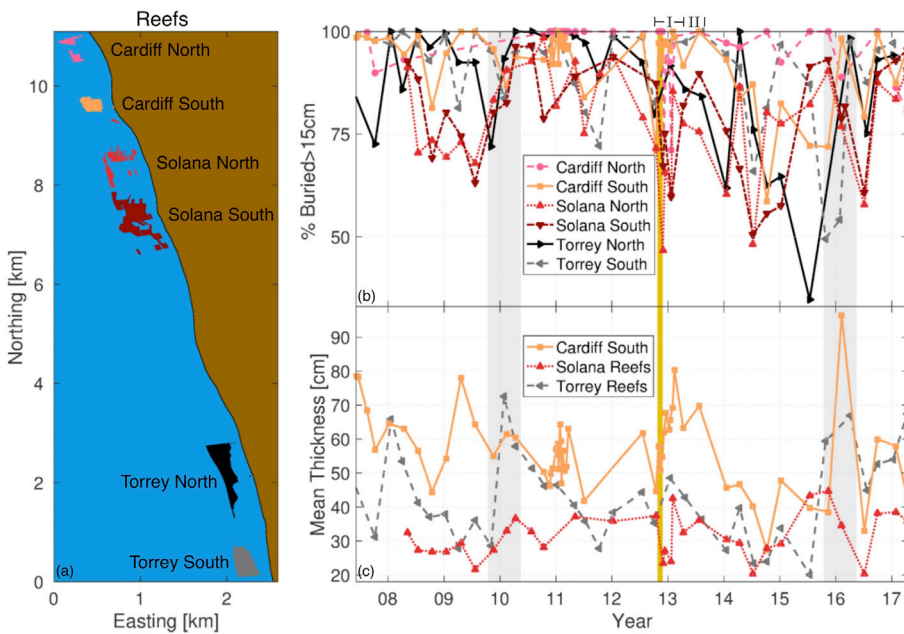 Reefs
Cardiff North
Cardiff South
Solana North
Solana South
Torrey North
Torrey South
(a)
10
8
6
4
2
0
Northing [km]
0 1 2
Easting [km]
I II
100
75
50
% Buried>15cm
Cardiff North
Cardiff South
Solana North
Solana South
Torrey North
Torrey South
(b)
90
80
70
60
50
40
30
20
Mean Thickness [cm]
Cardiff South
Solana Reefs
Torrey Reefs
(c)
08 09 10 11 12 13 14 15 16 17
Year